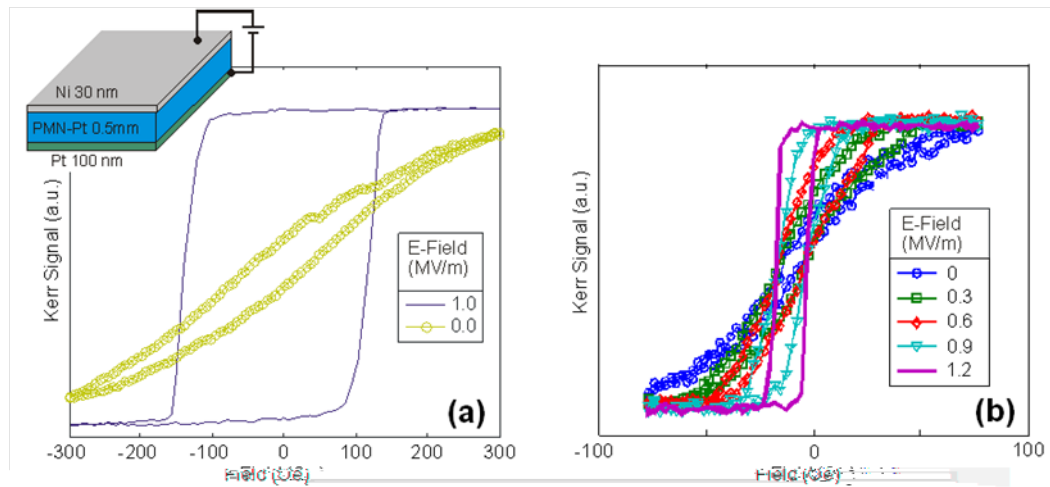 Ni 30 nm
PMN-Pt 0.5mm
Pt 100 nm
Kerr Signal (a.u.)
E-Field
(MV/m)
1.0
0.0
(a)
-300 -200 -100 0 100 200 300
Kerr Signal (a.u.)
E-Field
(MV/m)
0
0.3
0.6
0.9
1.2
(b)
-100 0 100